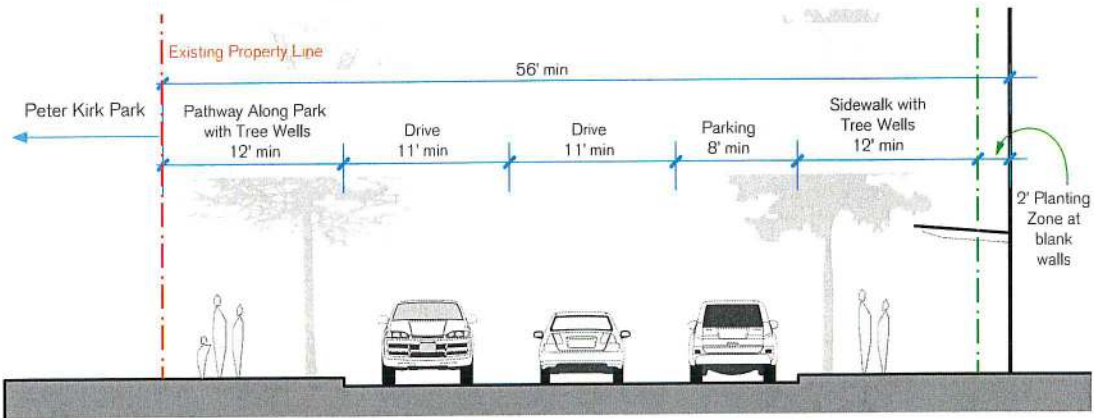 Existing Property Line
56' min
Peter Kirk Park
Pathway Along Park
with Tree Wells
12' min
Drive
11' min
Drive
11' min
Parking
8' min
Sidewalk with
Tree Wells
12' min
2' Planting
Zone at
blank
walls